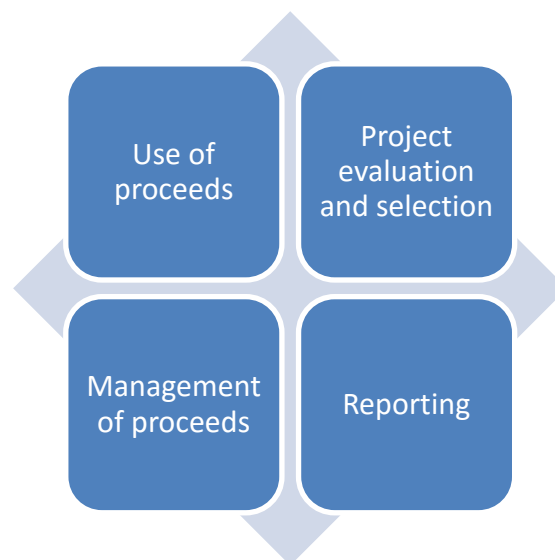 Use of
proceeds
Project
evaluation
and selection
Management
of proceeds
Reporting